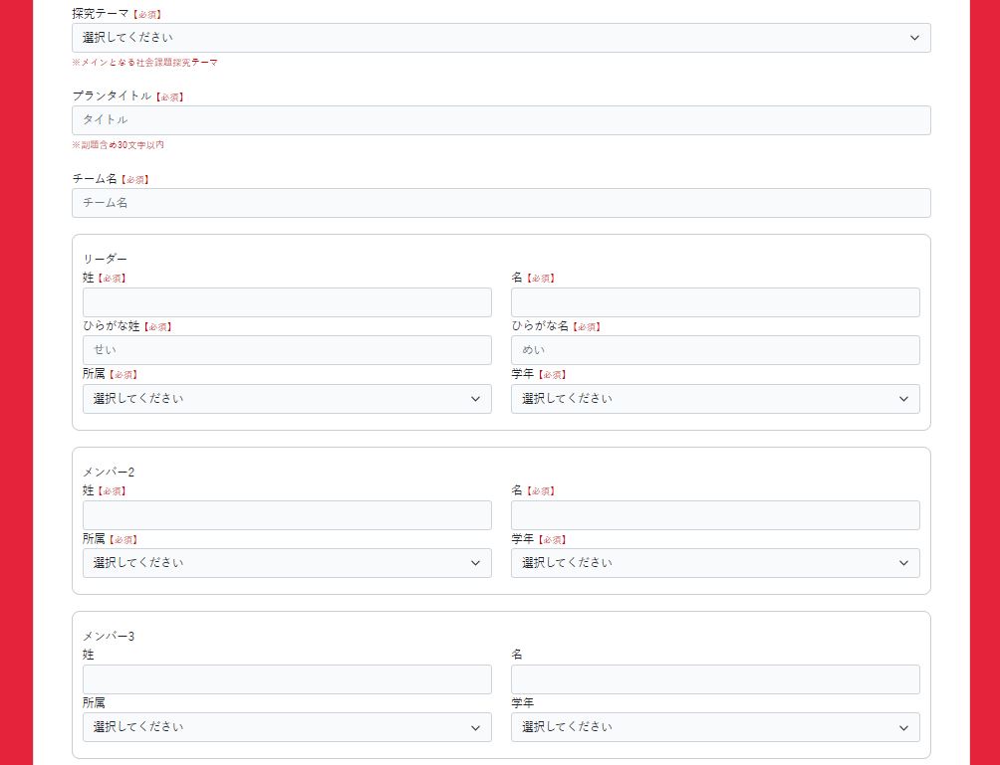 探究テーマ【必須】
選択してください
※メインとなる社会課題探究テーマ
プランタイトル【必須】
タイトル
※副題含め30文字以内
チーム名【必須】
チーム名
リーダー
姓【必須】 名【必須】
ひらがな姓【必須】 ひらがな名【必須】
せい めい
所属【必須】 学年【必須】
選択してください 選択してください
メンバー2
姓【必須】 名【必須】
所属【必須】 学年【必須】
選択してください 選択してください
メンバー3
姓 名
所属 学年
選択してください 選択してください